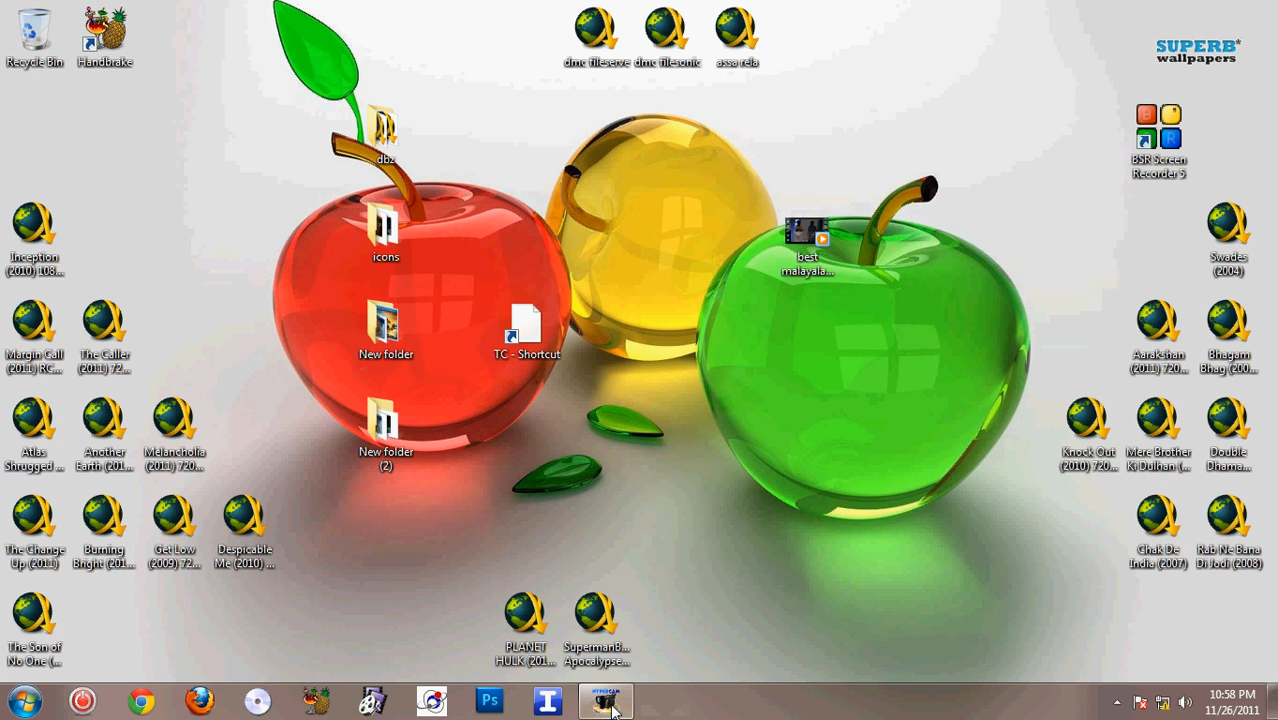 Recycle Bin
Handbrake
dmc fileserve
dmc filesonic
assa rela
SUPERB*
wallpapers
dbz
BSR Screen
Recorder 5
B
R
Inception
(2010) 108...
icons
best
malayala...
Swades
(2004)
Margin Call
(2011) RC...
The Caller
(2011) 72...
New folder
TC - Shortcut
Aarakshan
(2011) 720...
Bhagam
Bhag (200...
Atlas
Shrugged ...
Another
Earth (201...
Melancholia
(2011) 720...
New folder
(2)
Knock Out
(2010) 720...
Mere Brother
Ki Dulhan (...
Double
Dhama...
The Change
Up (2011)
Burning
Bright (201...
Get Low
(2009) 72...
Despicable
Me (2010) ...
Chak De
India (2007)
Rab Ne Bana
Di Jodi (2008)
The Son of
No One (...
PLANET
HULK (201...
SupermanB...
Apocalypse...
Ps
I
HYPERCAM
10:58 PM
11/26/2011